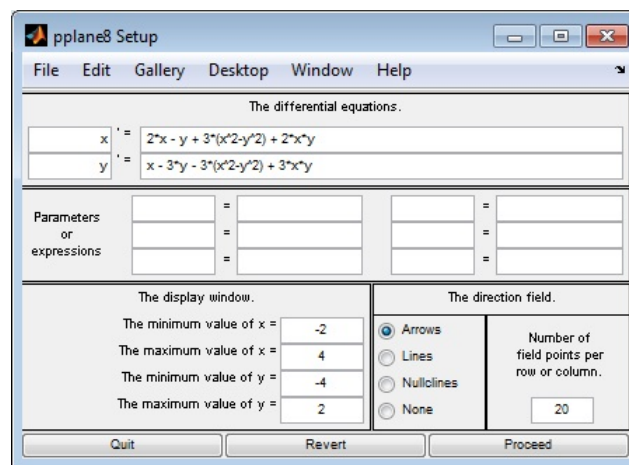 pplane8 Setup
File Edit Gallery Desktop Window Help
The differential equations.
x ' = 2*x - y + 3*(x^2-y^2) + 2*x*y
y ' = x - 3*y - 3*(x^2-y^2) + 3*x*y
Parameters
or
expressions
= =
= =
= =
The display window.
The minimum value of x = -2
The maximum value of x = 4
The minimum value of y = -4
The maximum value of y = 2
The direction field.
Arrows
Lines
Nullclines
None
Number of
field points per
row or column.
20
Quit Revert Proceed